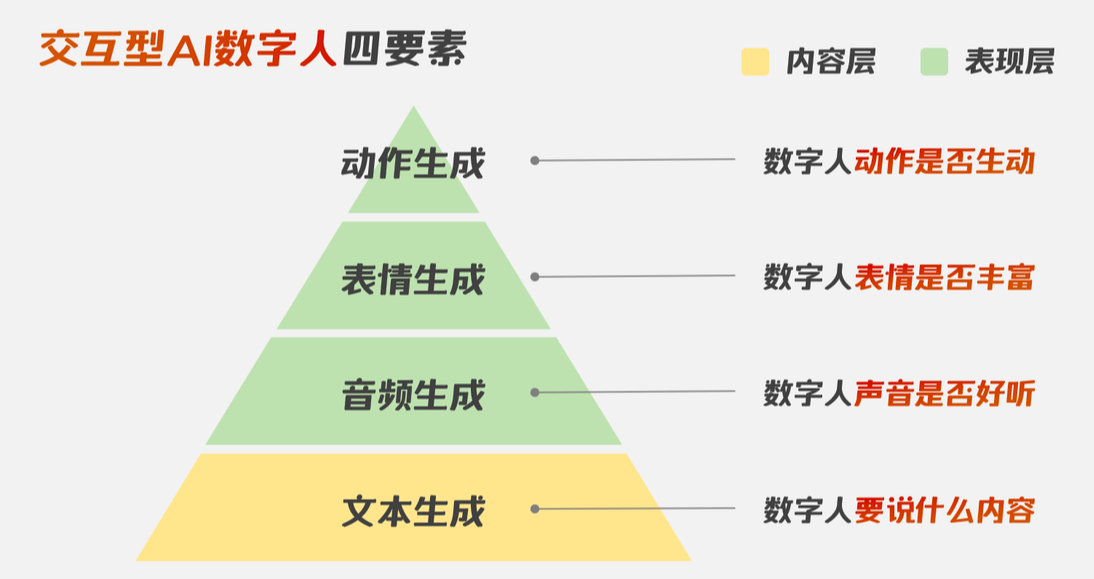 交互型AI数字人四要素
内容层
表现层
动作生成
数字人动作是否生动
表情生成
数字人表情是否丰富
音频生成
数字人声音是否好听
文本生成
数字人要说什么内容